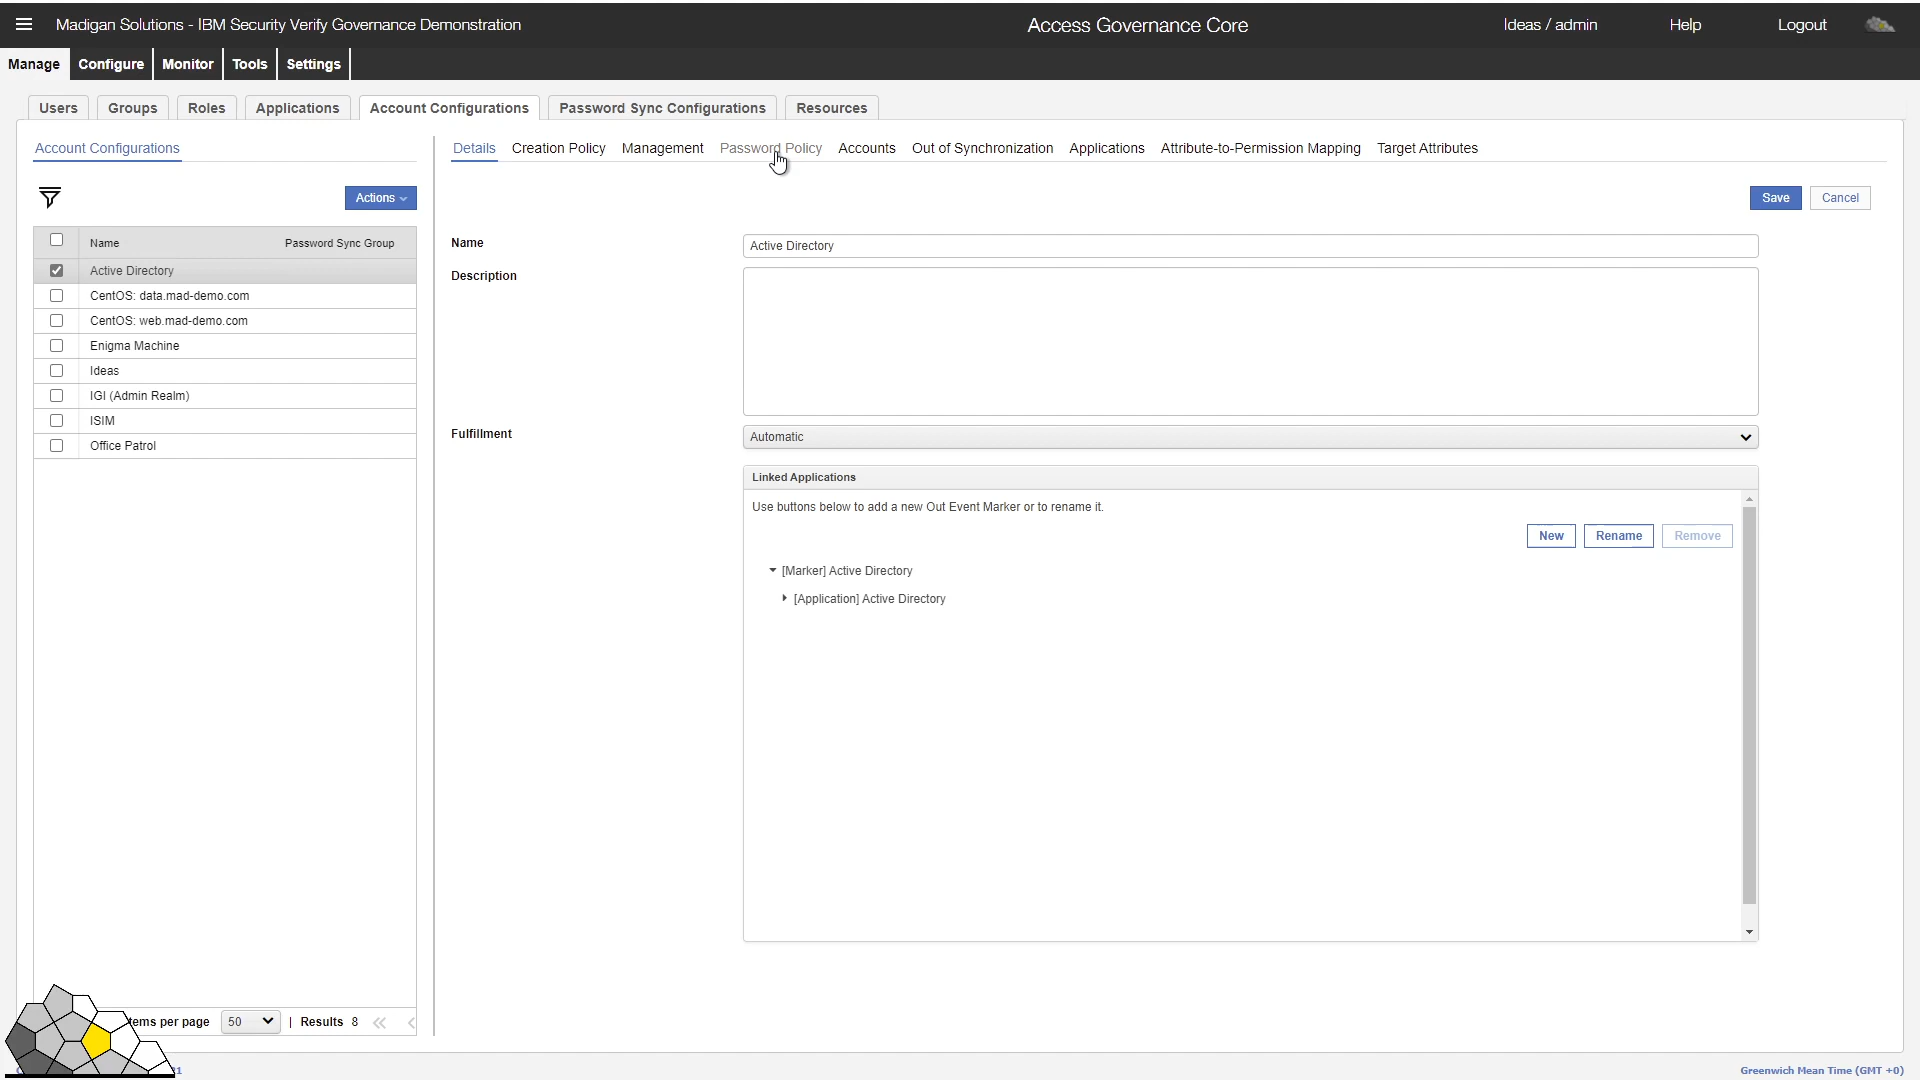 Madigan Solutions - IBM Security Verify Governance Demonstration
Access Governance Core
Ideas / admin
Help
Logout
Manage
Configure
Monitor
Tools
Settings
Users
Groups
Roles
Applications
Account Configurations
Password Sync Configurations
Resources
Account Configurations
Details
Creation Policy
Management
Password Policy
Accounts
Out of Synchronization
Applications
Attribute-to-Permission Mapping
Target Attributes
Actions
Save
Cancel
Name
Password Sync Group
Active Directory
CentOS: data.mad-demo.com
CentOS: web.mad-demo.com
Enigma Machine
Ideas
IGI (Admin Realm)
ISIM
Office Patrol
Name
Active Directory
Description
Fulfillment
Automatic
Linked Applications
Use buttons below to add a new Out Event Marker or to rename it.
New
Rename
Remove
[Marker] Active Directory
[Application] Active Directory
per page
50
| Results 8
Greenwich Mean Time (GMT +0)